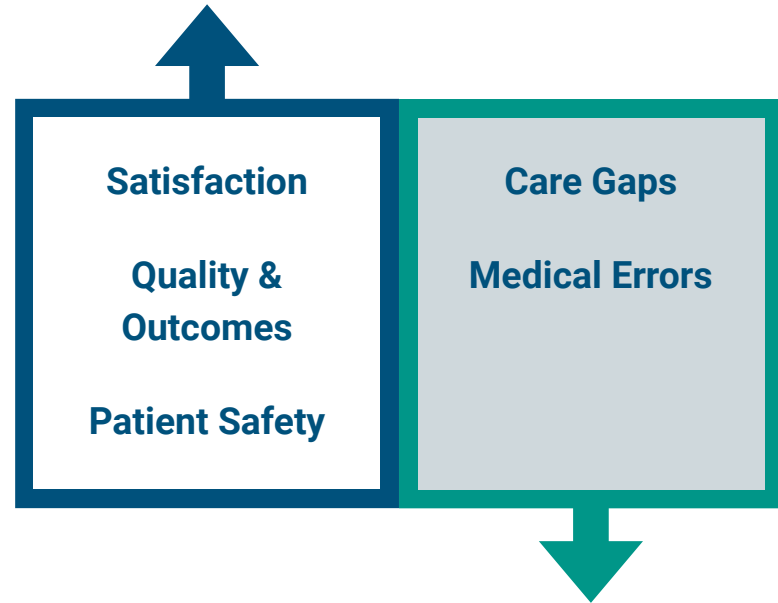 Satisfaction
Quality &
Outcomes
Patient Safety
Care Gaps
Medical Errors